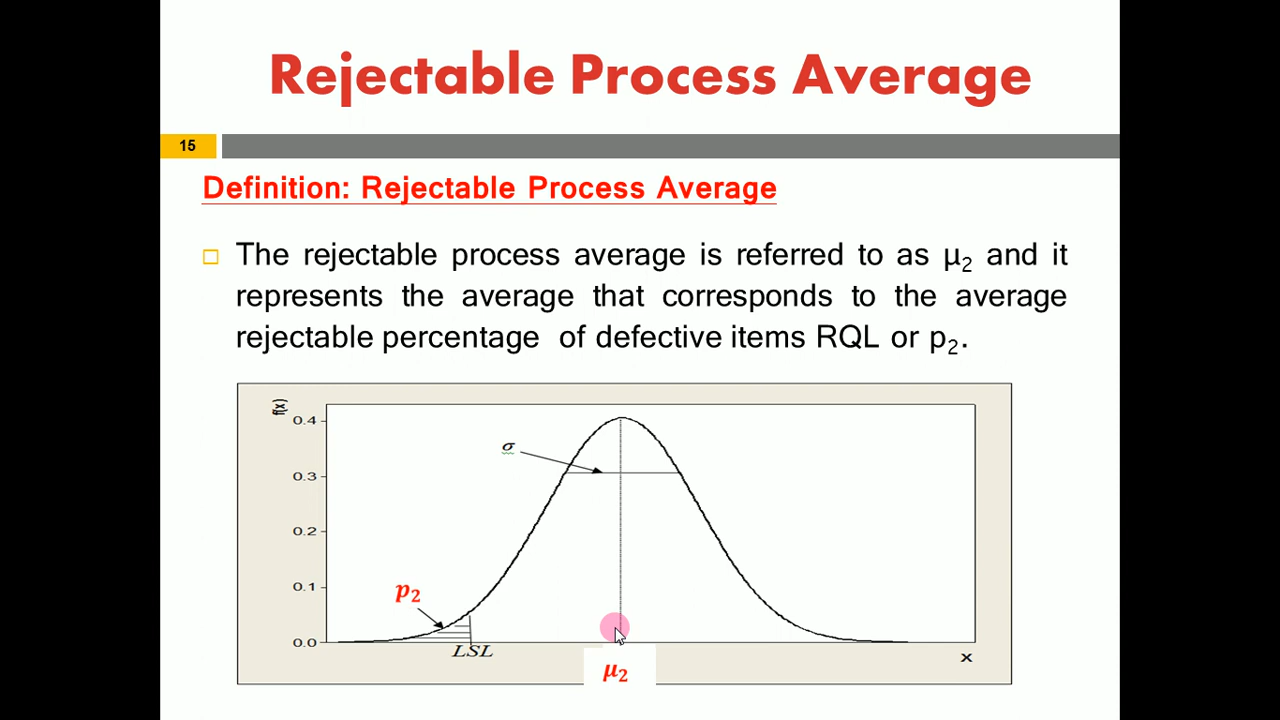 Rejectable Process Average
15
Definition: Rejectable Process Average
The rejectable process average is referred to as μ₂ and it
represents the average that corresponds to the average
rejectable percentage of defective items RQL or p₂.
f(x)
0.4
σ
0.3
0.2
0.1
p₂
0.0
LSL
x
μ₂